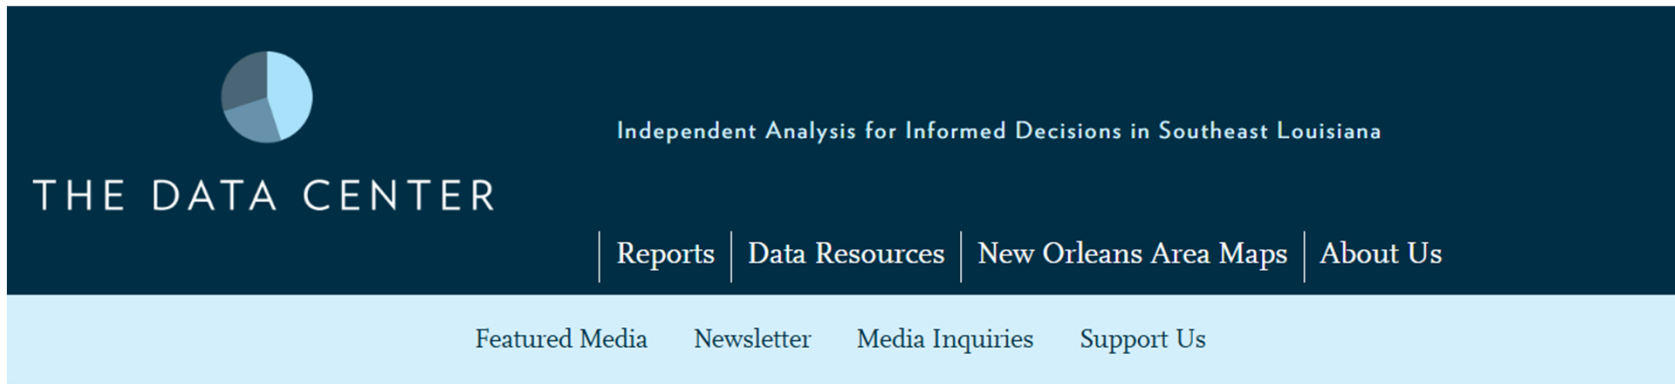 Independent Analysis for Informed Decisions in Southeast Louisiana
THE DATA CENTER
Reports
Data Resources
New Orleans Area Maps
About Us
Featured Media
Newsletter
Media Inquiries
Support Us